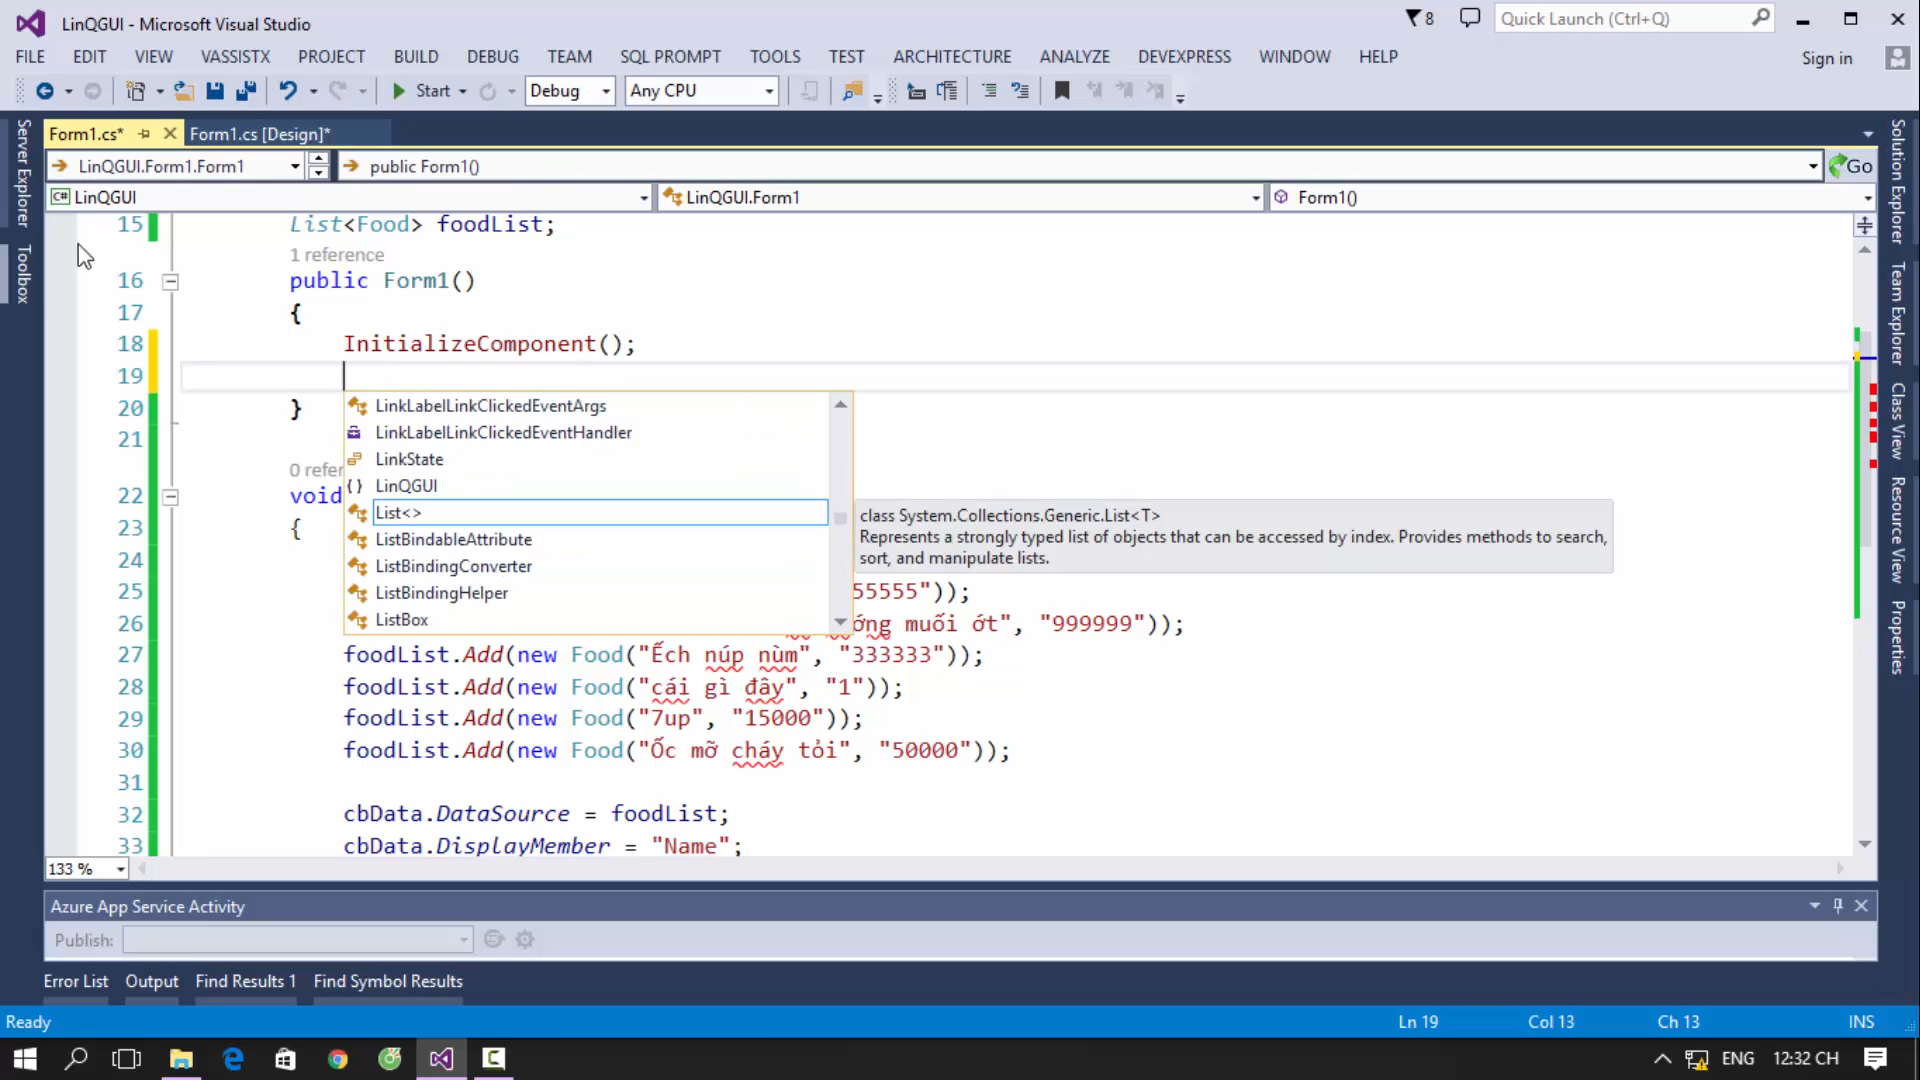 LinQGUI - Microsoft Visual Studio
8
Quick Launch (Ctrl+Q)
FILE EDIT VIEW VASSISTX PROJECT BUILD DEBUG TEAM SQL PROMPT TOOLS TEST ARCHITECTURE ANALYZE DEVEXPRESS WINDOW HELP
Sign in
Start Debug Any CPU
Form1.cs* Form1.cs [Design]*
LinQGUI.Form1.Form1 public Form1() Go
C# LinQGUI LinQGUI.Form1 Form1()
15 List<Food> foodList;
1 reference
16 public Form1()
17 {
18 InitializeComponent();
19
20 }
21
0 refer
22 void
23 {
24
25 55555"));
26 ớng muối ớt", "999999"));
27 foodList.Add(new Food("Ếch núp nùm", "333333"));
28 foodList.Add(new Food("cái gì đây", "1"));
29 foodList.Add(new Food("7up", "15000"));
30 foodList.Add(new Food("Ốc mỡ cháy tỏi", "50000"));
31
32 cbData.DataSource = foodList;
33 cbData.DisplayMember = "Name";
LinkLabelLinkClickedEventArgs
LinkLabelLinkClickedEventHandler
LinkState
{} LinQGUI
List<>
ListBindableAttribute
ListBindingConverter
ListBindingHelper
ListBox
class System.Collections.Generic.List<T>
Represents a strongly typed list of objects that can be accessed by index. Provides methods to search,
sort, and manipulate lists.
133 %
Server Explorer
Toolbox
Solution Explorer
Team Explorer
Class View
Resource View
Properties
Azure App Service Activity
Publish:
Error List Output Find Results 1 Find Symbol Results
Ready Ln 19 Col 13 Ch 13 INS
ENG 12:32 CH